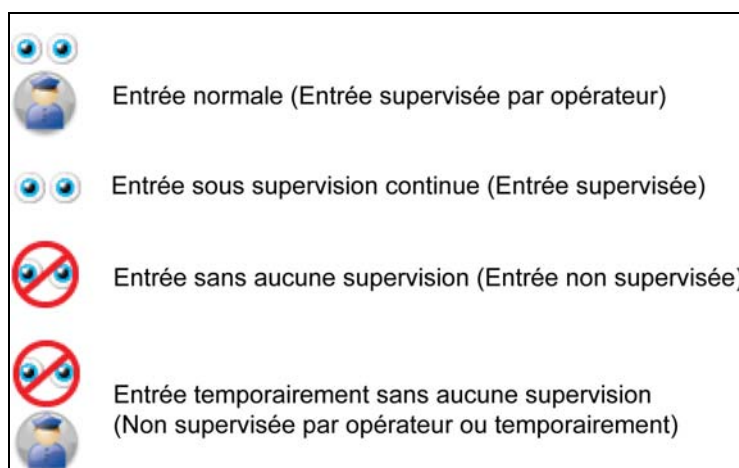 Entrée normale (Entrée supervisée par opérateur)
Entrée sous supervision continue (Entrée supervisée)
Entrée sans aucune supervision (Entrée non supervisée)
Entrée temporairement sans aucune supervision
(Non supervisée par opérateur ou temporairement)